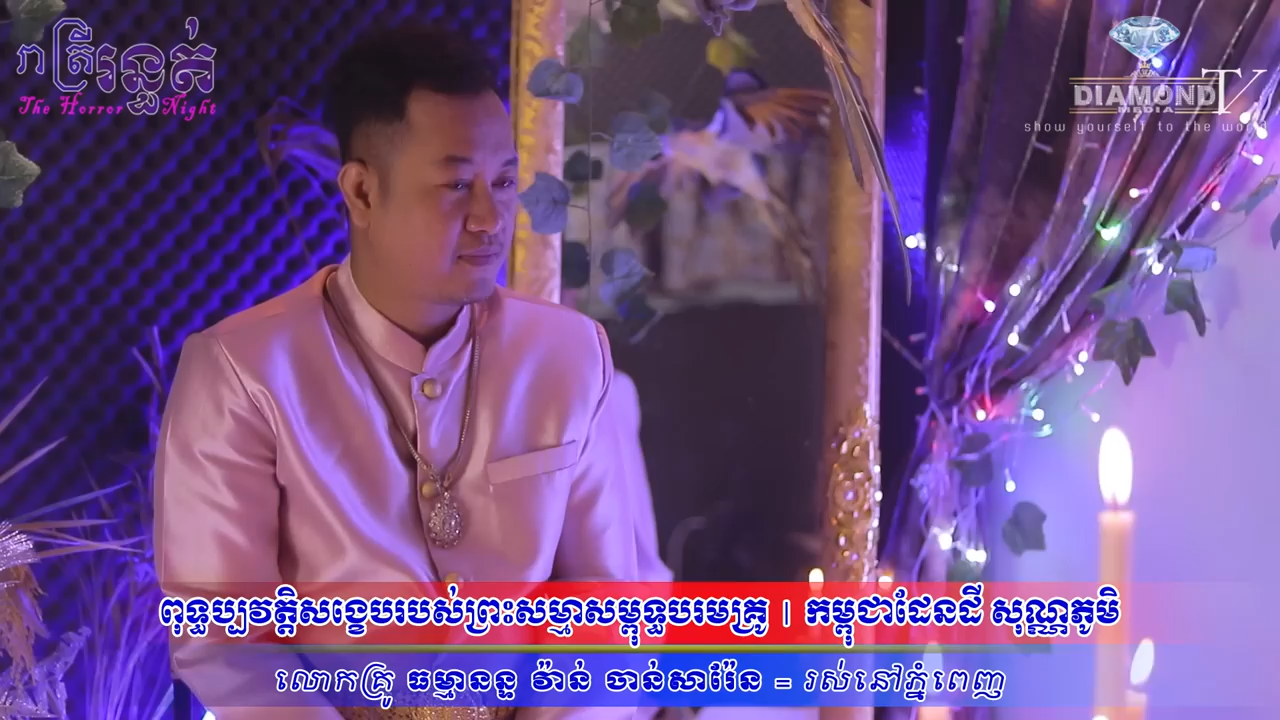 រាត្រីរន្ធត់
The Horror Night
DIAMOND TV
MEDIA
show yourself to the world
ពុទ្ធប្បវត្តិសង្ខេបរបស់ព្រះសម្មាសម្ពុទ្ធបរមគ្រូ | កម្ពុជាដែនដី សុវណ្ណភូមិ
លោកគ្រូ ធម្មានន្ទ វ៉ាន់ ចាន់សារ៉ែន = រស់នៅភ្នំពេញ